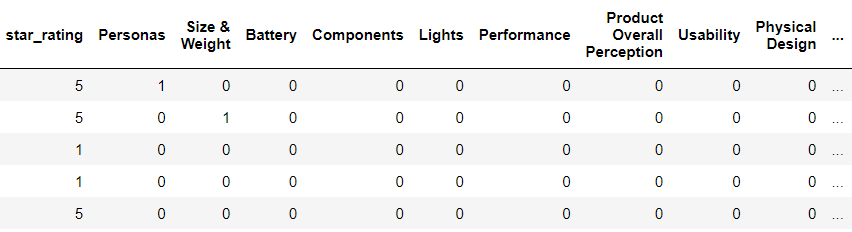 star_rating Personas Size & Weight Battery Components Lights Performance Product Overall Perception Usability Physical Design ...
5 1 0 0 0 0 0 0 0 0 ...
5 0 1 0 0 0 0 0 0 0 ...
1 0 0 0 0 0 0 0 0 0 ...
1 0 0 0 0 0 0 0 0 0 ...
5 0 0 0 0 0 0 0 0 0 ...